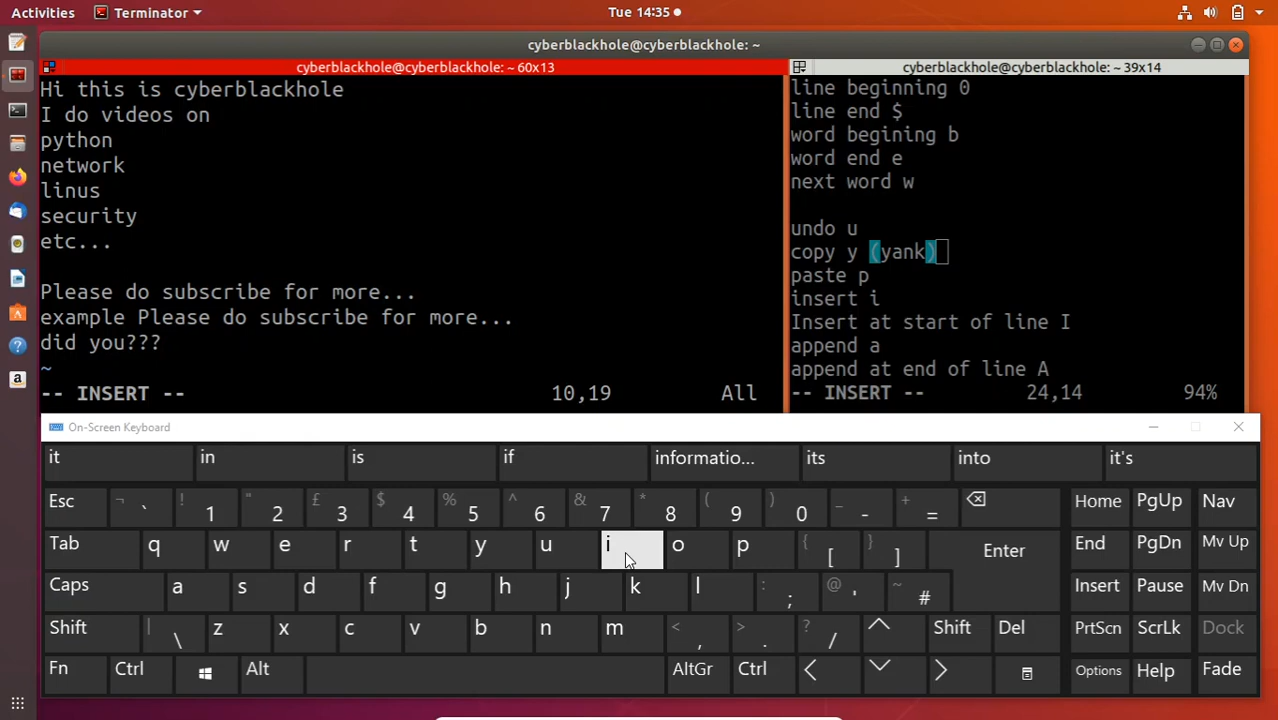 Activities Terminator Tue 14:35
cyberblackhole@cyberblackhole: ~
cyberblackhole@cyberblackhole: ~ 60x13
Hi this is cyberblackhole
I do videos on
python
network
linus
security
etc...
Please do subscribe for more...
example Please do subscribe for more...
did you???
~
-- INSERT -- 10,19 All
cyberblackhole@cyberblackhole: ~ 39x14
line beginning 0
line end $
word begining b
word end e
next word w
undo u
copy y (yank)
paste p
insert i
Insert at start of line I
append a
append at end of line A
-- INSERT -- 24,14 94%
On-Screen Keyboard
it in is if informatio... its into it's
Esc ¬ ` ! 1 " 2 £ 3 $ 4 % 5 ^ 6 & 7 * 8 ( 9 ) 0 _ - + = Home PgUp Nav
Tab q w e r t y u i o p { [ } ] Enter End PgDn Mv Up
Caps a s d f g h j k l : ; @ ' ~ # Insert Pause Mv Dn
Shift | \ z x c v b n m < , > . ? / Shift Del PrtScn ScrLk Dock
Fn Ctrl Alt AltGr Ctrl Options Help Fade